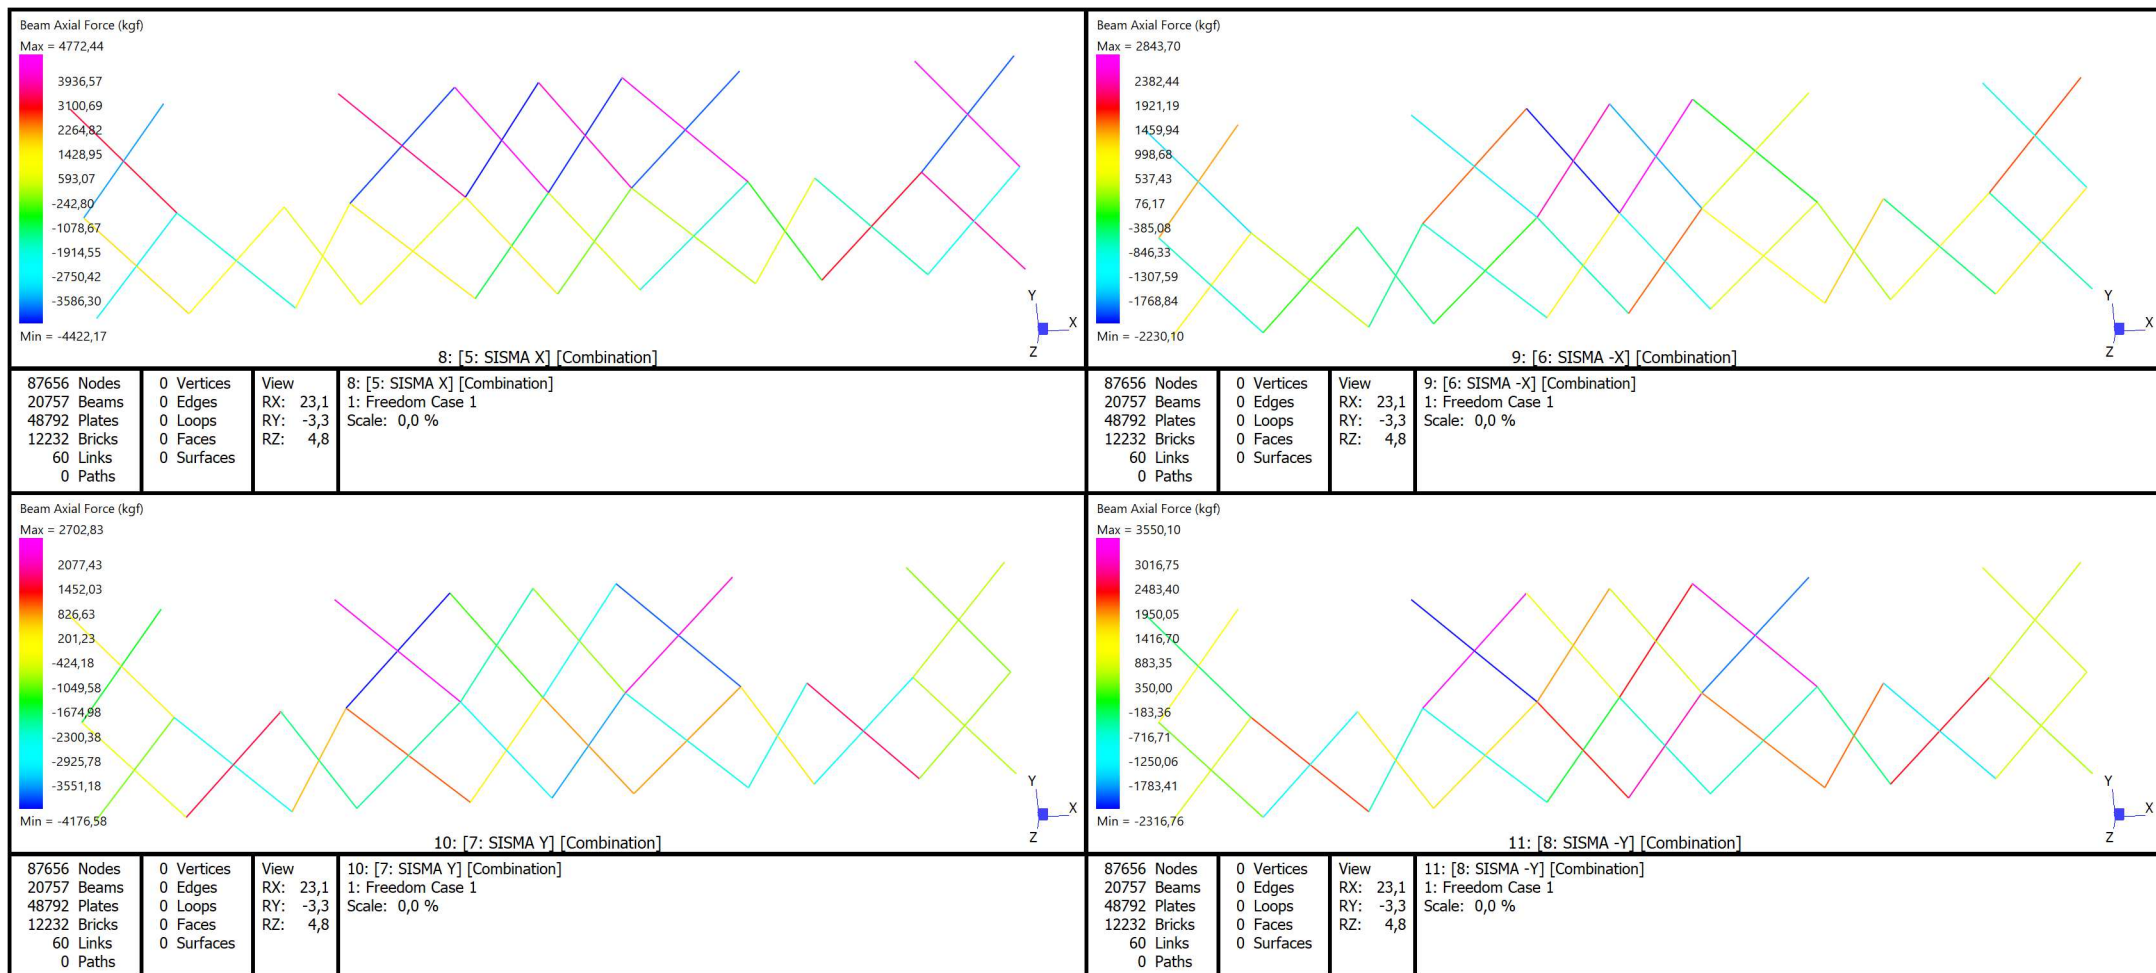 Beam Axial Force (kgf)
Max = 4772,44
3936,57
3100,69
2264,82
1428,95
593,07
-242,80
-1078,67
-1914,55
-2750,42
-3586,30
Min = -4422,17
Y
X
Z
8: [5: SISMA X] [Combination]
87656 Nodes 0 Vertices View 8: [5: SISMA X] [Combination]
20757 Beams 0 Edges RX: 23,1 1: Freedom Case 1
48792 Plates 0 Loops RY: -3,3 Scale: 0,0 %
12232 Bricks 0 Faces RZ: 4,8
60 Links 0 Surfaces
0 Paths
Beam Axial Force (kgf)
Max = 2843,70
2382,44
1921,19
1459,94
998,68
537,43
76,17
-385,08
-846,33
-1307,59
-1768,84
Min = -2230,10
Y
X
Z
9: [6: SISMA -X] [Combination]
87656 Nodes 0 Vertices View 9: [6: SISMA -X] [Combination]
20757 Beams 0 Edges RX: 23,1 1: Freedom Case 1
48792 Plates 0 Loops RY: -3,3 Scale: 0,0 %
12232 Bricks 0 Faces RZ: 4,8
60 Links 0 Surfaces
0 Paths
Beam Axial Force (kgf)
Max = 2702,83
2077,43
1452,03
826,63
201,23
-424,18
-1049,58
-1674,98
-2300,38
-2925,78
-3551,18
Min = -4176,58
Y
X
Z
10: [7: SISMA Y] [Combination]
87656 Nodes 0 Vertices View 10: [7: SISMA Y] [Combination]
20757 Beams 0 Edges RX: 23,1 1: Freedom Case 1
48792 Plates 0 Loops RY: -3,3 Scale: 0,0 %
12232 Bricks 0 Faces RZ: 4,8
60 Links 0 Surfaces
0 Paths
Beam Axial Force (kgf)
Max = 3550,10
3016,75
2483,40
1950,05
1416,70
883,35
350,00
-183,36
-716,71
-1250,06
-1783,41
Min = -2316,76
Y
X
Z
11: [8: SISMA -Y] [Combination]
87656 Nodes 0 Vertices View 11: [8: SISMA -Y] [Combination]
20757 Beams 0 Edges RX: 23,1 1: Freedom Case 1
48792 Plates 0 Loops RY: -3,3 Scale: 0,0 %
12232 Bricks 0 Faces RZ: 4,8
60 Links 0 Surfaces
0 Paths